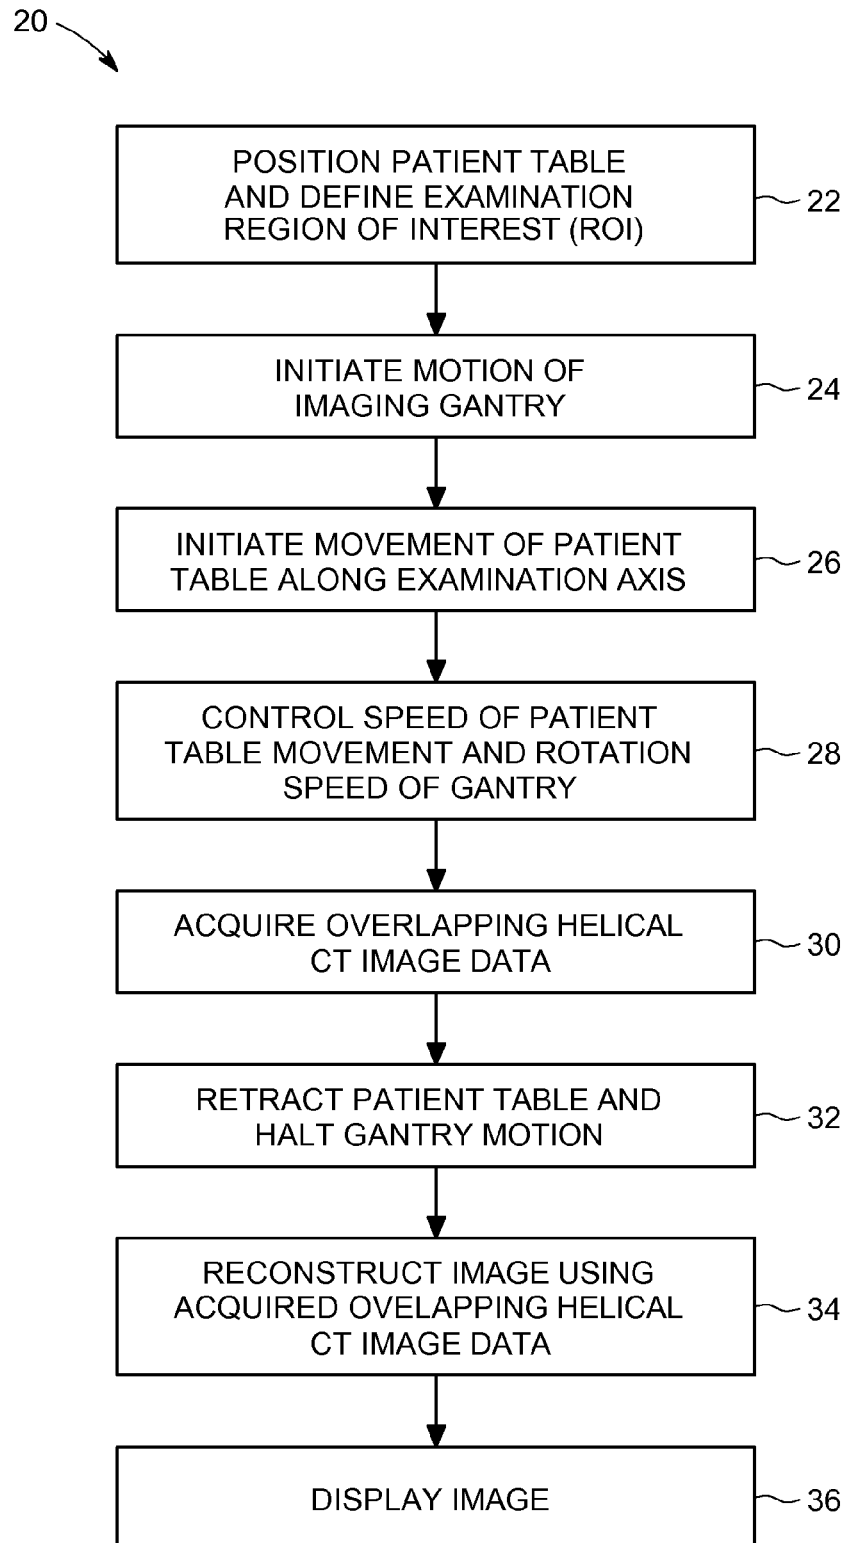 20
POSITION PATIENT TABLE
AND DEFINE EXAMINATION
REGION OF INTEREST (ROI)
22
INITIATE MOTION OF
IMAGING GANTRY
24
INITIATE MOVEMENT OF PATIENT
TABLE ALONG EXAMINATION AXIS
26
CONTROL SPEED OF PATIENT
TABLE MOVEMENT AND ROTATION
SPEED OF GANTRY
28
ACQUIRE OVERLAPPING HELICAL
CT IMAGE DATA
30
RETRACT PATIENT TABLE AND
HALT GANTRY MOTION
32
RECONSTRUCT IMAGE USING
ACQUIRED OVELAPPING HELICAL
CT IMAGE DATA
34
DISPLAY IMAGE
36